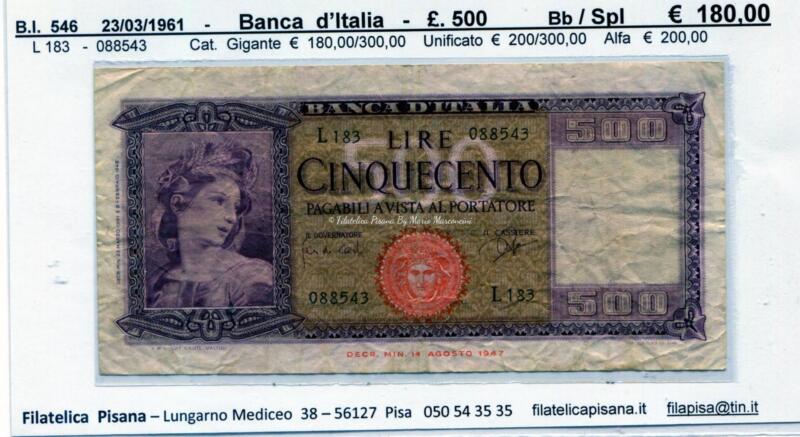 B.I. 546 23/03/1961 - Banca d'Italia - £. 500 Bb / Spl € 180,00
L 183 - 088543 Cat. Gigante € 180,00/300,00 Unificato € 200/300,00 Alfa € 200,00
BANCA D'ITALIA
L 183 LIRE 088543
500
500
CINQUECENTO
PAGABILI A VISTA AL PORTATORE
© Filatelica Pisana By Mario Marconcini
IL GOVERNATORE IL CASSIERE
088543 L 183
500
DECR. MIN. 14 AGOSTO 1947
Filatelica Pisana – Lungarno Mediceo 38 – 56127 Pisa 050 54 35 35 filatelicapisana.it filapisa@tin.it